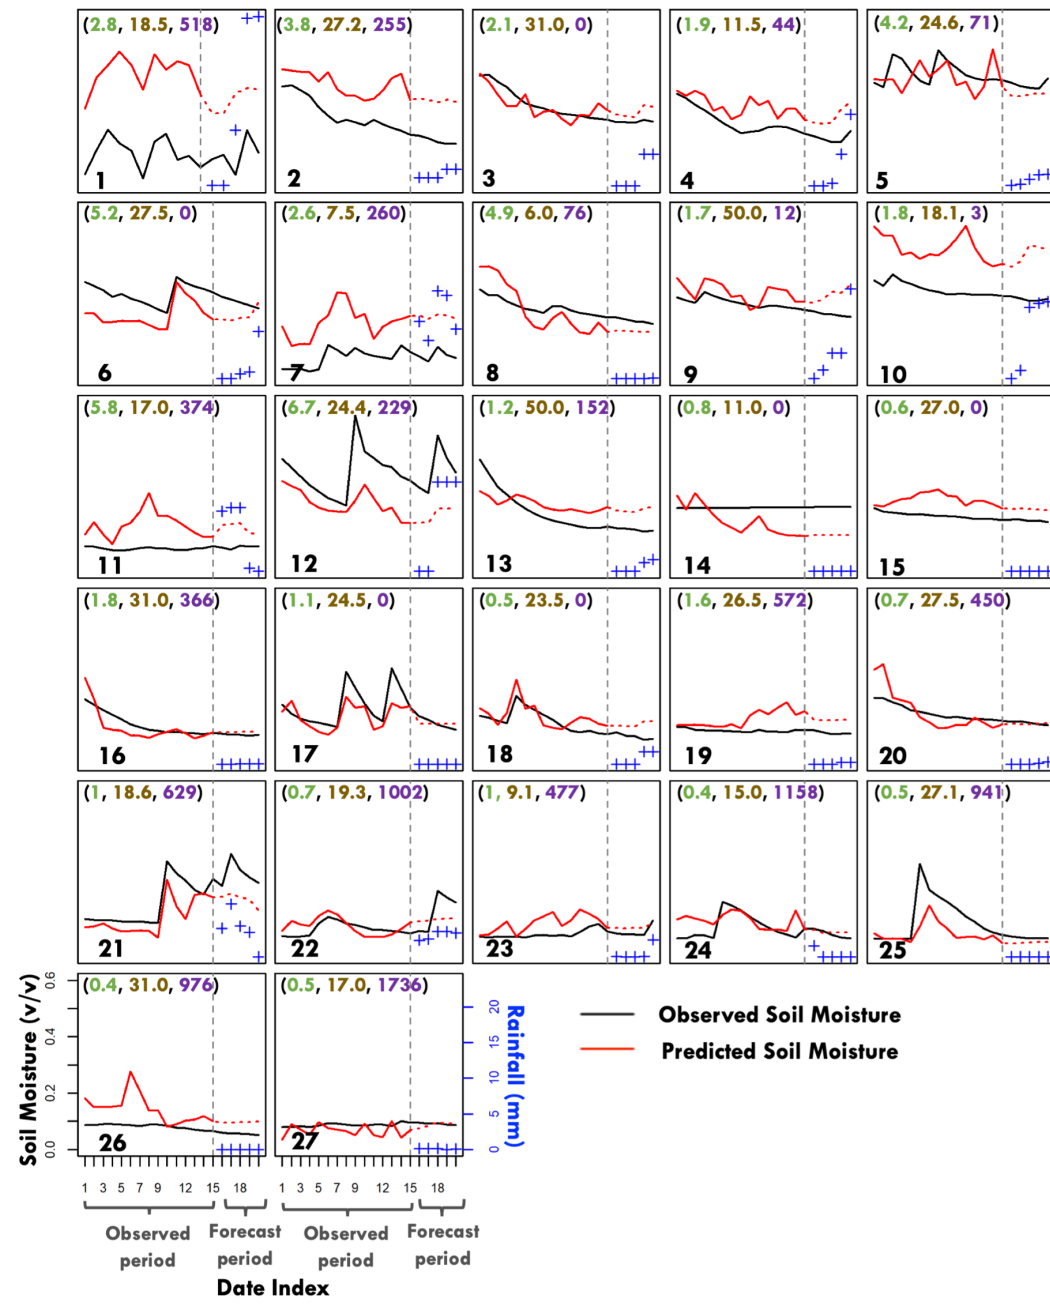 (2.8, 18.5, 518) (3.8, 27.2, 255) (2.1, 31.0, 0) (1.9, 11.5, 44) (4.2, 24.6, 71)
1 2 3 4 5
(5.2, 27.5, 0) (2.6, 7.5, 260) (4.9, 6.0, 76) (1.7, 50.0, 12) (1.8, 18.1, 3)
6 7 8 9 10
(5.8, 17.0, 374) (6.7, 24.4, 229) (1.2, 50.0, 152) (0.8, 11.0, 0) (0.6, 27.0, 0)
11 12 13 14 15
(1.8, 31.0, 366) (1.1, 24.5, 0) (0.5, 23.5, 0) (1.6, 26.5, 572) (0.7, 27.5, 450)
16 17 18 19 20
(1, 18.6, 629) (0.7, 19.3, 1002) (1, 9.1, 477) (0.4, 15.0, 1158) (0.5, 27.1, 941)
21 22 23 24 25
(0.4, 31.0, 976) (0.5, 17.0, 1736)
26 27
Soil Moisture (v/v)
0.6
0.4
0.2
0.0
Rainfall (mm)
20
15
10
5
0
Observed Soil Moisture
Predicted Soil Moisture
1 3 5 7 9 12 15 18 1 3 5 7 9 12 15 18
Observed period Forecast period Observed period Forecast period
Date Index